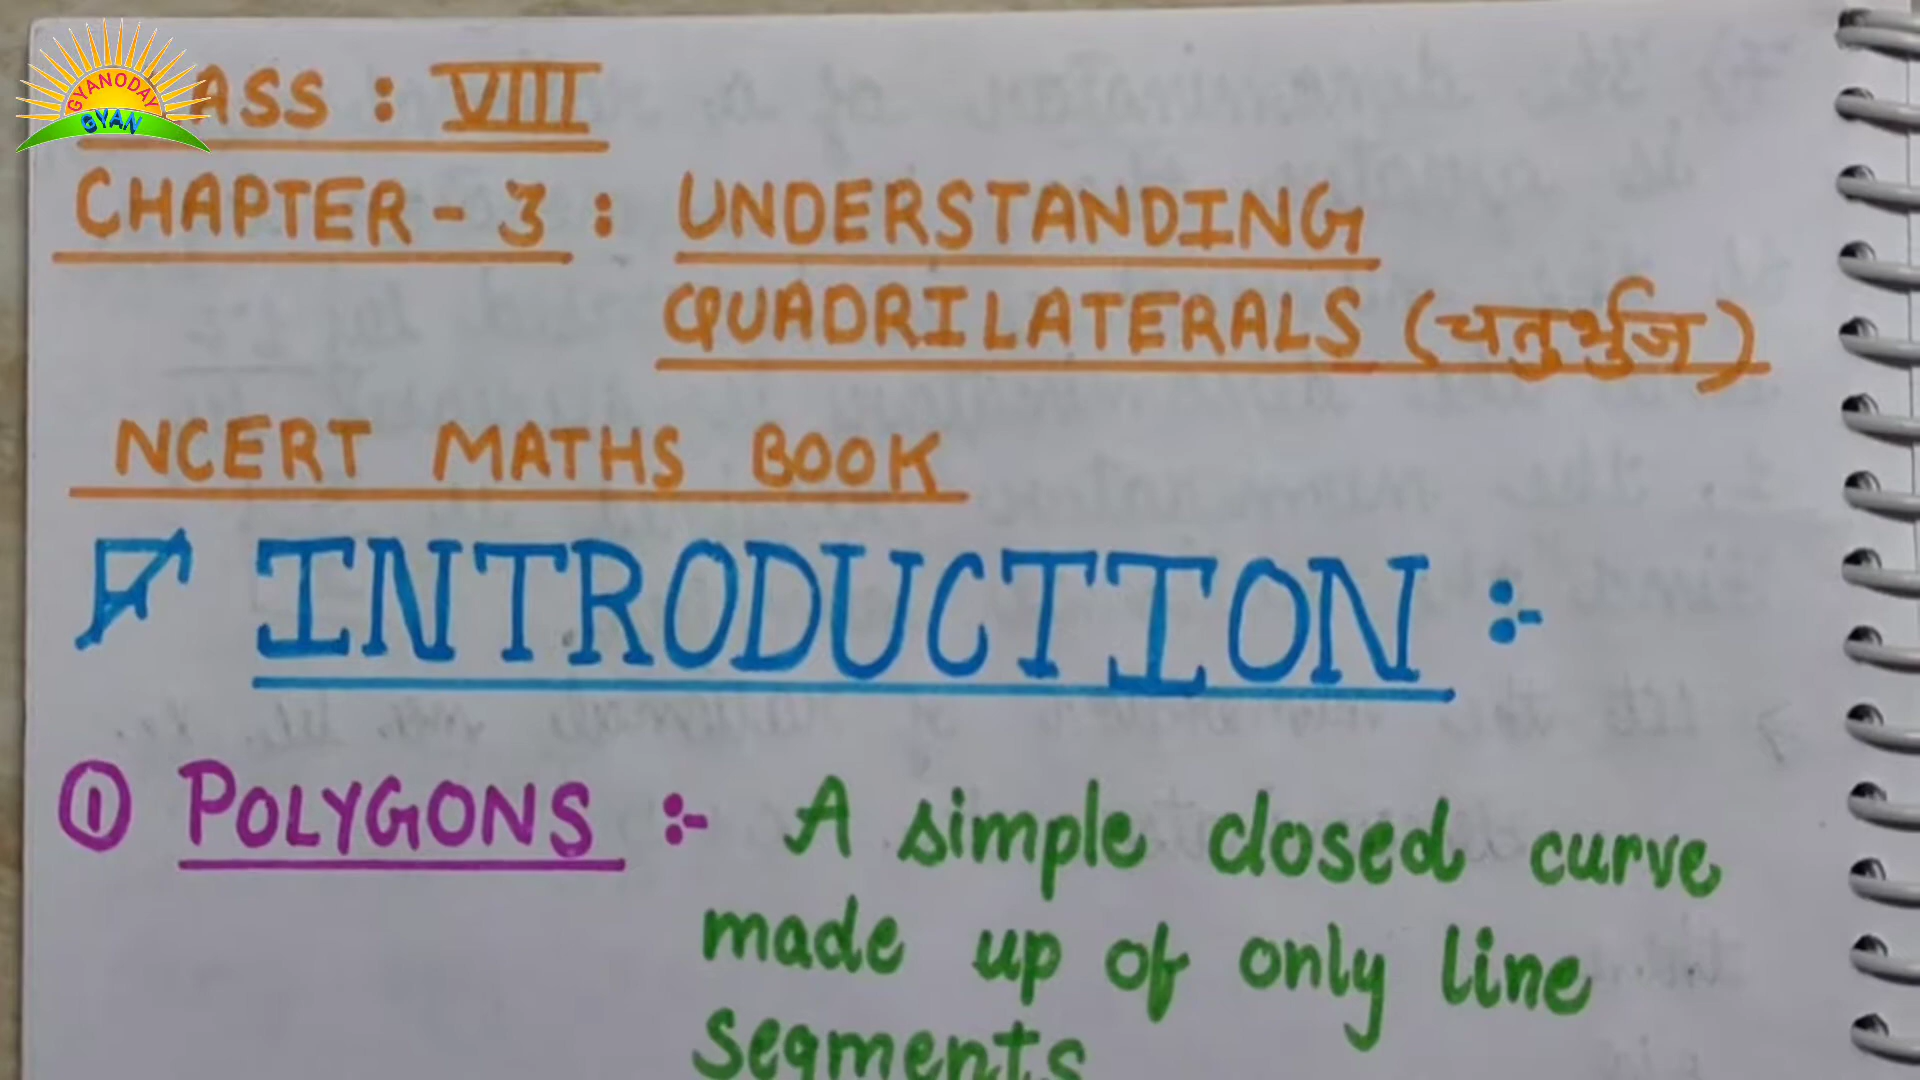 GYANODAY
GYAN
ASS : VIII
CHAPTER - 3 : UNDERSTANDING
QUADRILATERALS (चतुर्भुज)
NCERT MATHS BOOK
INTRODUCTION :-
① POLYGONS :- A simple closed curve
made up of only line
segments